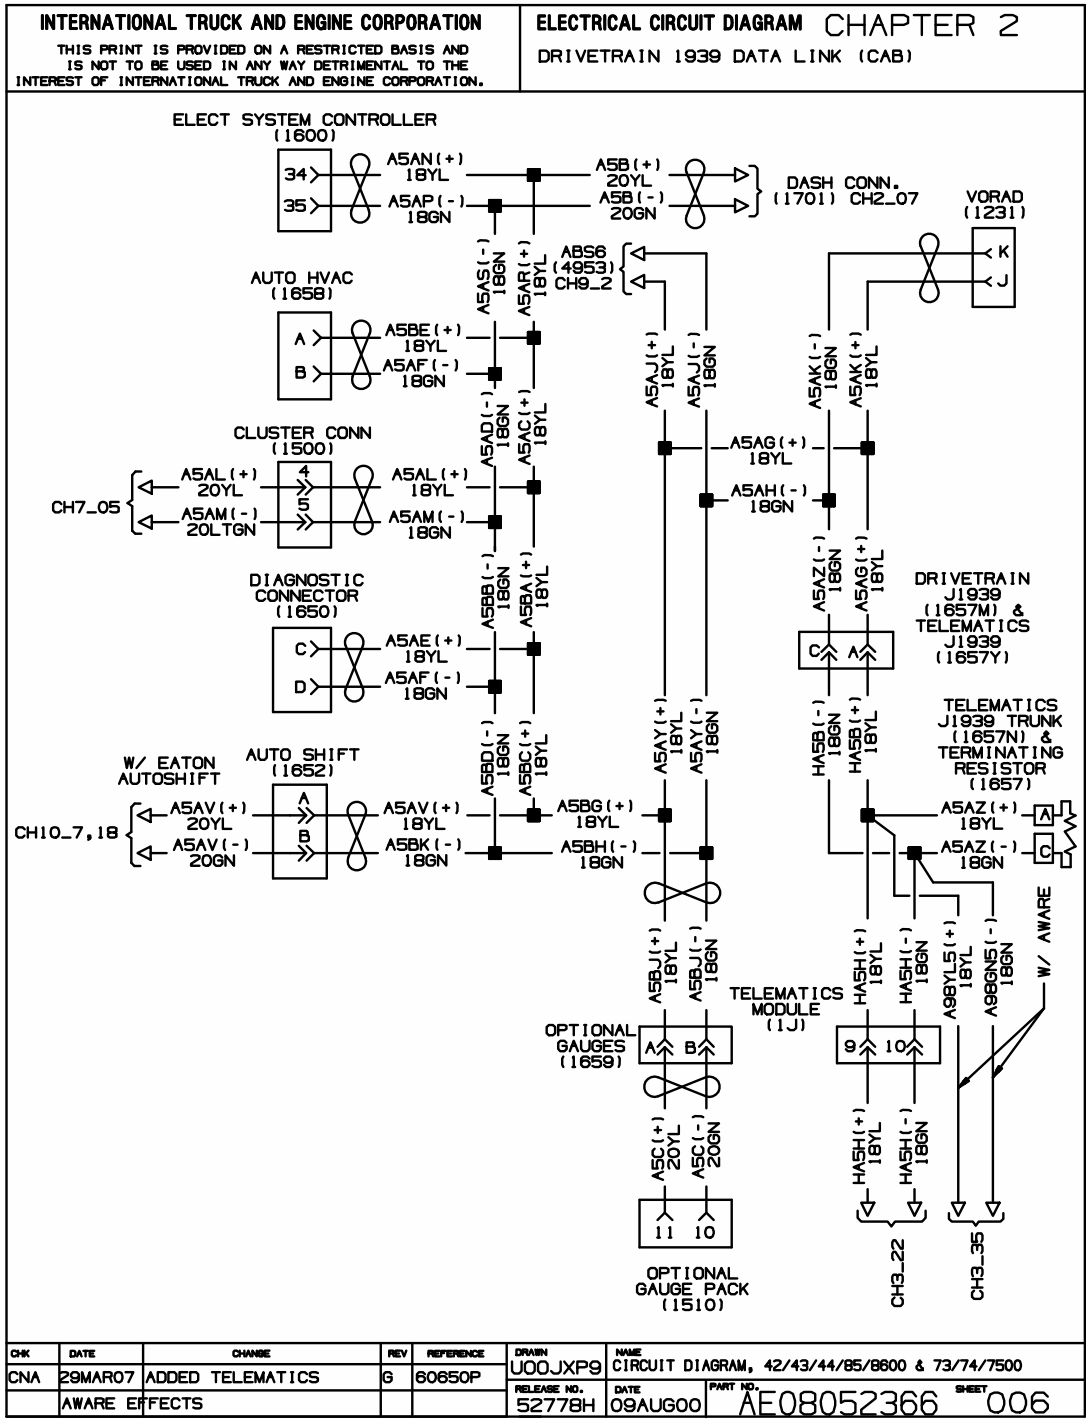 INTERNATIONAL TRUCK AND ENGINE CORPORATION
THIS PRINT IS PROVIDED ON A RESTRICTED BASIS AND
IS NOT TO BE USED IN ANY WAY DETRIMENTAL TO THE
INTEREST OF INTERNATIONAL TRUCK AND ENGINE CORPORATION.
ELECTRICAL CIRCUIT DIAGRAM CHAPTER 2
DRIVETRAIN 1939 DATA LINK (CAB)
ELECT SYSTEM CONTROLLER
(1600)
34
35
A5AN(+)
18YL
A5AP(-)
18GN
A5B(+)
20YL
A5B(-)
20GN
DASH CONN.
(1701) CH2_07
VORAD
(1231)
K
J
ABS6
(4953)
CH9_2
A5AS(-)
18GN
A5AR(+)
18YL
AUTO HVAC
(1658)
A
B
A5BE(+)
18YL
A5AF(-)
18GN
A5AJ(+)
18YL
A5AJ(-)
18GN
A5AK(-)
18GN
A5AK(+)
18YL
A5AD(-)
18GN
A5AC(+)
18YL
CLUSTER CONN
(1500)
4
5
CH7_05
A5AL(+)
20YL
A5AM(-)
20LTGN
A5AL(+)
18YL
A5AM(-)
18GN
A5AG(+)
18YL
A5AH(-)
18GN
A5BB(-)
18GN
A5BA(+)
18YL
A5AZ(-)
18GN
A5AG(+)
18YL
DIAGNOSTIC
CONNECTOR
(1650)
C
D
A5AE(+)
18YL
A5AF(-)
18GN
DRIVETRAIN
J1939
(1657M) &
TELEMATICS
J1939
(1657Y)
C
A
A5BD(-)
18GN
A5BC(+)
18YL
A5AY(+)
18YL
A5AY(-)
18GN
HA5B(-)
18GN
HA5B(+)
18YL
TELEMATICS
J1939 TRUNK
(1657N) &
TERMINATING
RESISTOR
(1657)
W/ EATON
AUTOSHIFT
AUTO SHIFT
(1652)
A
B
CH10_7,18
A5AV(+)
20YL
A5AV(-)
20GN
A5AV(+)
18YL
A5BK(-)
18GN
A5BG(+)
18YL
A5BH(-)
18GN
A5AZ(+)
18YL
A5AZ(-)
18GN
A
C
W/ AWARE
A5BJ(+)
18YL
A5BJ(-)
18GN
HA5H(+)
18YL
HA5H(-)
18GN
A98YL5(+)
18YL
A98GN5(-)
18GN
OPTIONAL
GAUGES
(1659)
A
B
TELEMATICS
MODULE
(1J)
9
10
A5C(+)
20YL
A5C(-)
20GN
HA5H(+)
18YL
HA5H(-)
18GN
11
10
OPTIONAL
GAUGE PACK
(1510)
CH3_22
CH3_35
CHK DATE CHANGE REV REFERENCE
CNA 29MAR07 ADDED TELEMATICS G 60650P
AWARE EFFECTS
DRAWN
U00JXP9
NAME
CIRCUIT DIAGRAM, 42/43/44/85/8600 & 73/74/7500
RELEASE NO.
52778H
DATE
09AUG00
PART NO.
AE08052366
SHEET
006